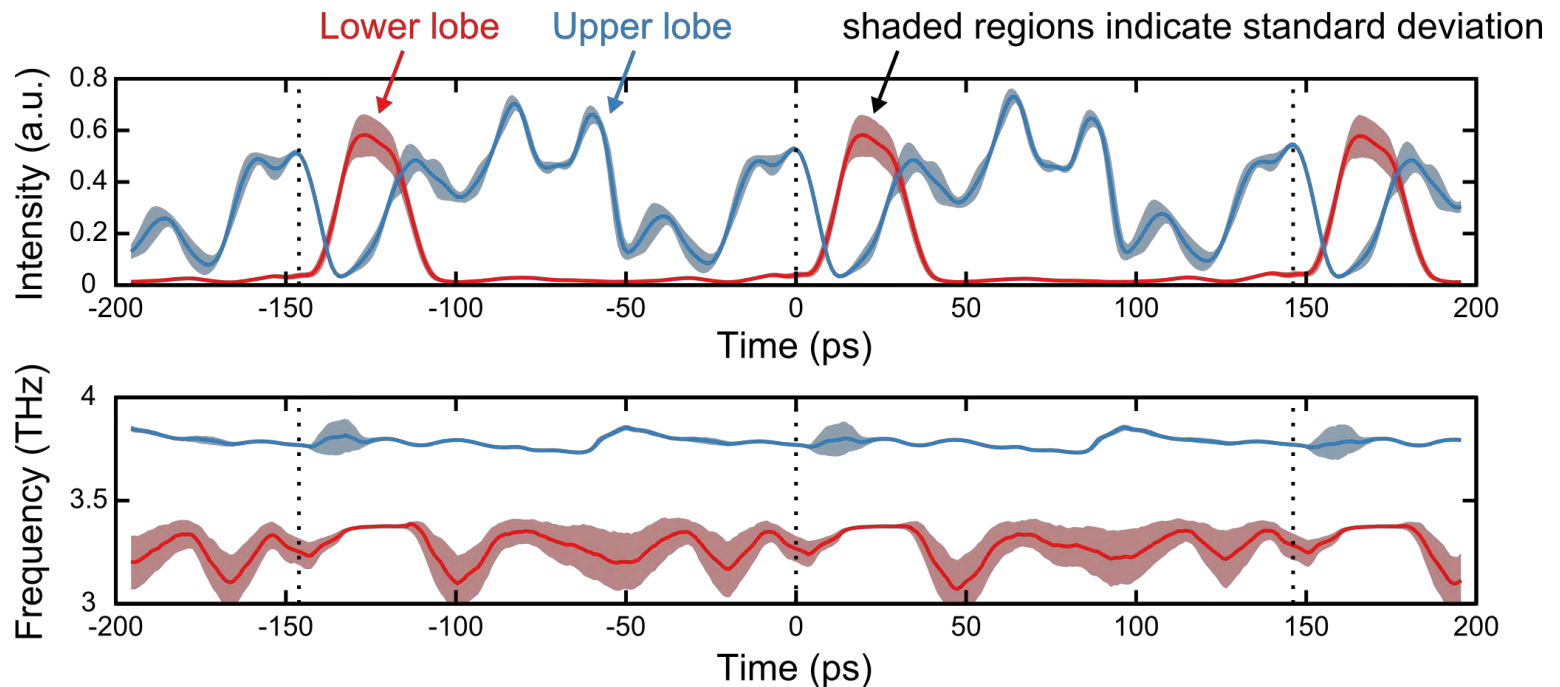 Lower lobe Upper lobe shaded regions indicate standard deviation
Intensity (a.u.)
0.8
0.6
0.4
0.2
0
-200 -150 -100 -50 0 50 100 150 200
Time (ps)
Frequency (THz)
4
3.5
3
-200 -150 -100 -50 0 50 100 150 200
Time (ps)